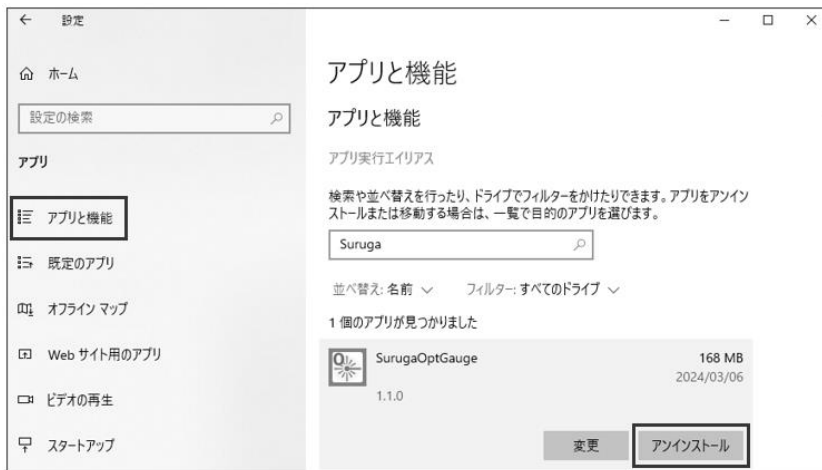 設定
ホーム
設定の検索
アプリ
アプリと機能
既定のアプリ
オフライン マップ
Web サイト用のアプリ
ビデオの再生
スタートアップ
アプリと機能
アプリと機能
アプリ実行エイリアス
検索や並べ替えを行ったり、ドライブでフィルターをかけたりできます。アプリをアンイン
ストールまたは移動する場合は、一覧で目的のアプリを選びます。
Suruga
並べ替え: 名前 フィルター: すべてのドライブ
1 個のアプリが見つかりました
SurugaOptGauge 168 MB
2024/03/06
1.1.0
変更 アンインストール